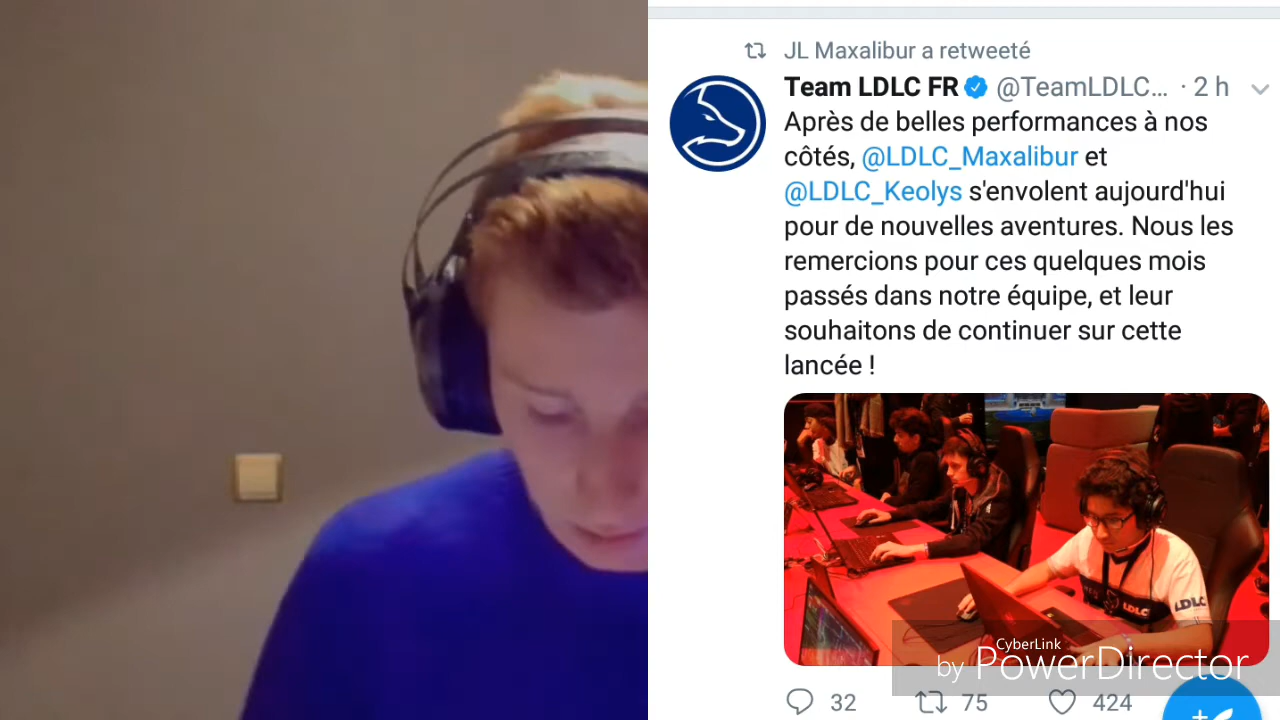 JL Maxalibur a retweeté
Team LDLC FR @TeamLDLC... · 2 h
Après de belles performances à nos
côtés, @LDLC_Maxalibur et
@LDLC_Keolys s'envolent aujourd'hui
pour de nouvelles aventures. Nous les
remercions pour ces quelques mois
passés dans notre équipe, et leur
souhaitons de continuer sur cette
lancée !
LDLC
LDLC
CyberLink
by PowerDirector
32 75 424